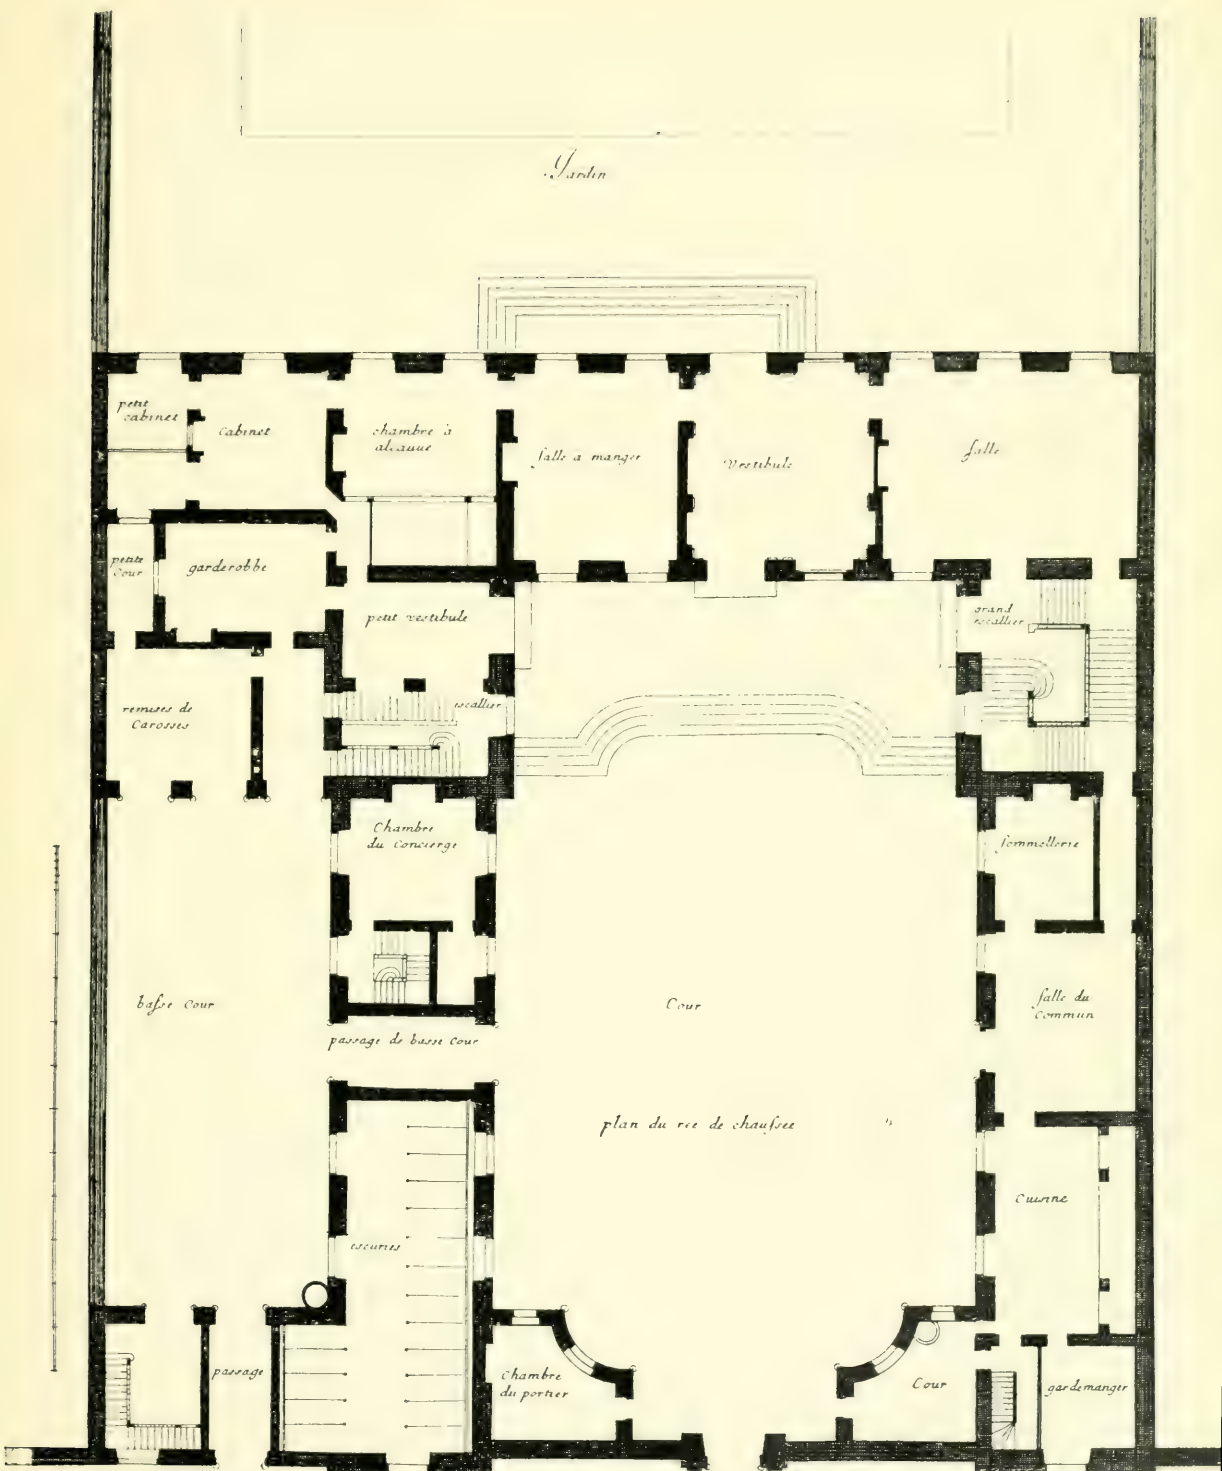 Jardin
petit
cabinet
Cabinet
chambre à
alcauue
salle a manger
Vestibule
salle
petite
Cour
garderobbe
petit vestibule
grand
escallier
remises de
Carosses
escallier
Chambre
du Concierge
sommellerie
basse Cour
Cour
salle du
Commun
passage de basse Cour
plan du rée de chaussée
Cuisine
escuries
passage
Chambre
du portier
Cour
gardemanger